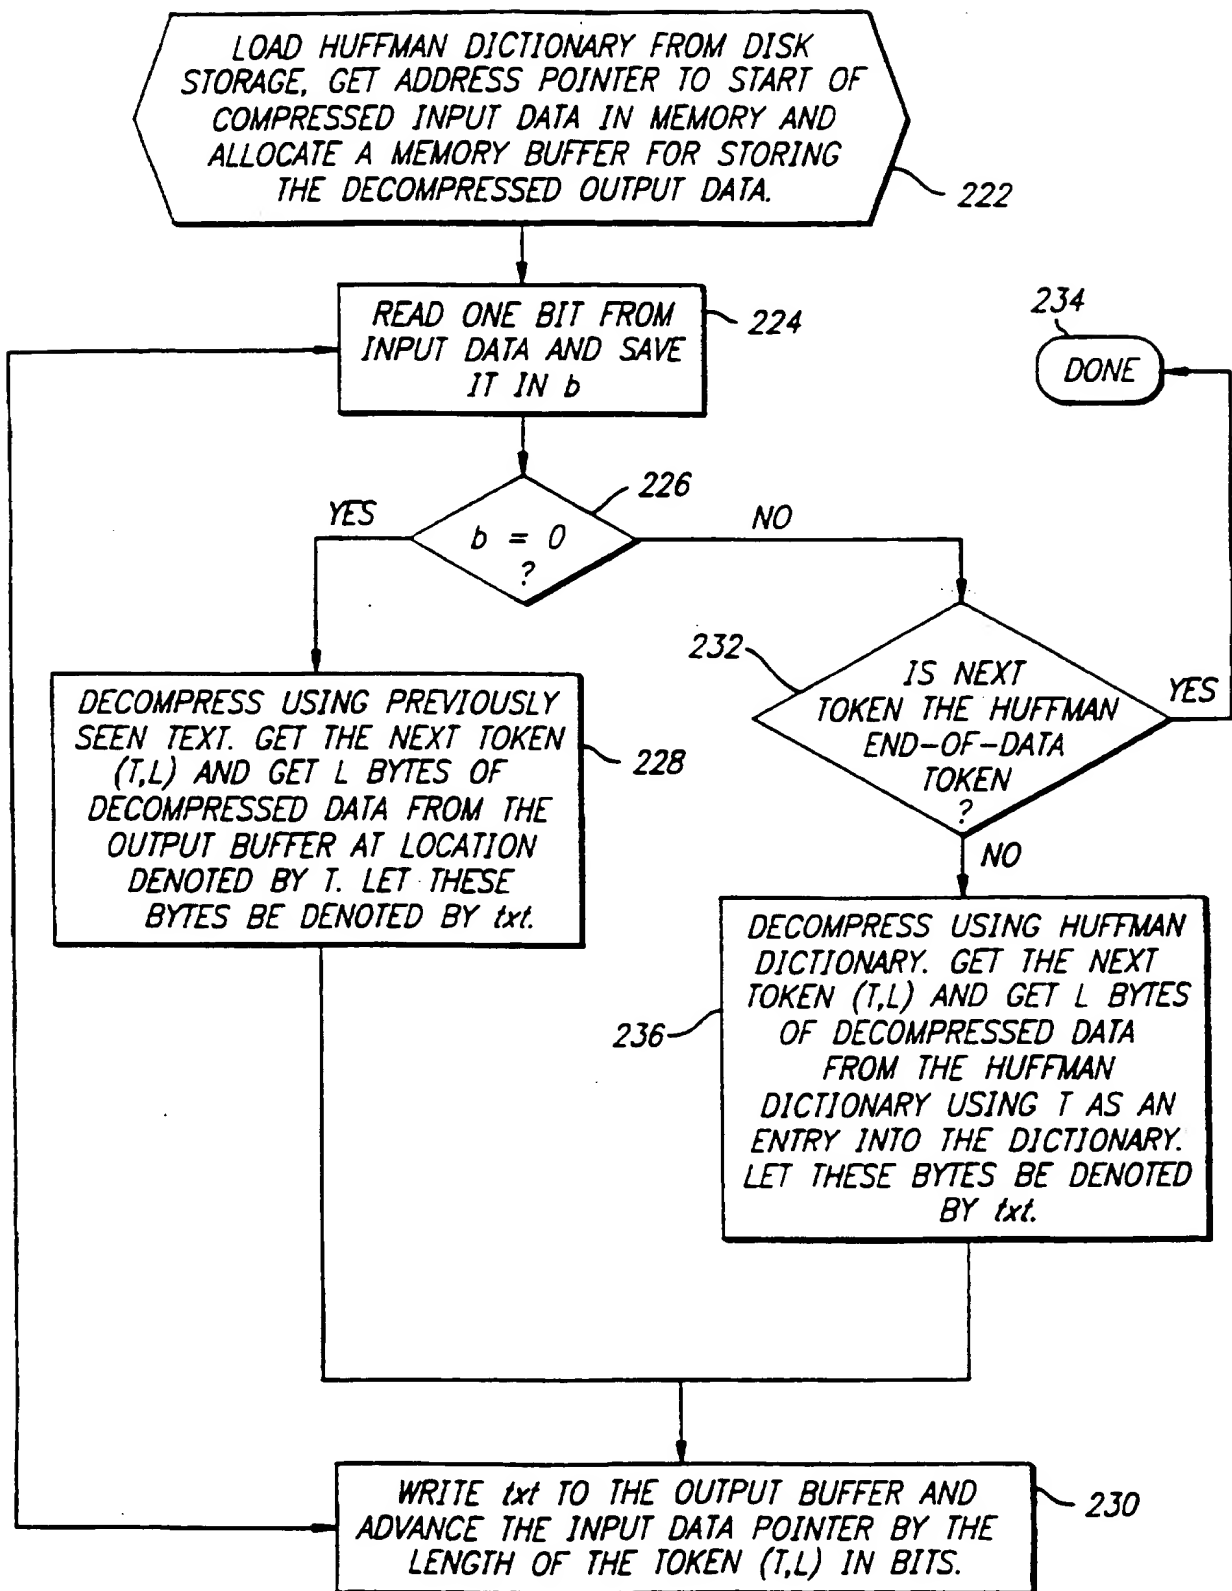 LOAD HUFFMAN DICTIONARY FROM DISK
STORAGE, GET ADDRESS POINTER TO START OF
COMPRESSED INPUT DATA IN MEMORY AND
ALLOCATE A MEMORY BUFFER FOR STORING
THE DECOMPRESSED OUTPUT DATA.
222
READ ONE BIT FROM
INPUT DATA AND SAVE
IT IN b
224
234
DONE
226
YES
b = 0
?
NO
232
IS NEXT
TOKEN THE HUFFMAN
END-OF-DATA
TOKEN
?
YES
NO
DECOMPRESS USING PREVIOUSLY
SEEN TEXT. GET THE NEXT TOKEN
(T,L) AND GET L BYTES OF
DECOMPRESSED DATA FROM THE
OUTPUT BUFFER AT LOCATION
DENOTED BY T. LET THESE
BYTES BE DENOTED BY txt.
228
DECOMPRESS USING HUFFMAN
DICTIONARY. GET THE NEXT
TOKEN (T,L) AND GET L BYTES
OF DECOMPRESSED DATA
FROM THE HUFFMAN
DICTIONARY USING T AS AN
ENTRY INTO THE DICTIONARY.
LET THESE BYTES BE DENOTED
BY txt.
236
WRITE txt TO THE OUTPUT BUFFER AND
ADVANCE THE INPUT DATA POINTER BY THE
LENGTH OF THE TOKEN (T,L) IN BITS.
230